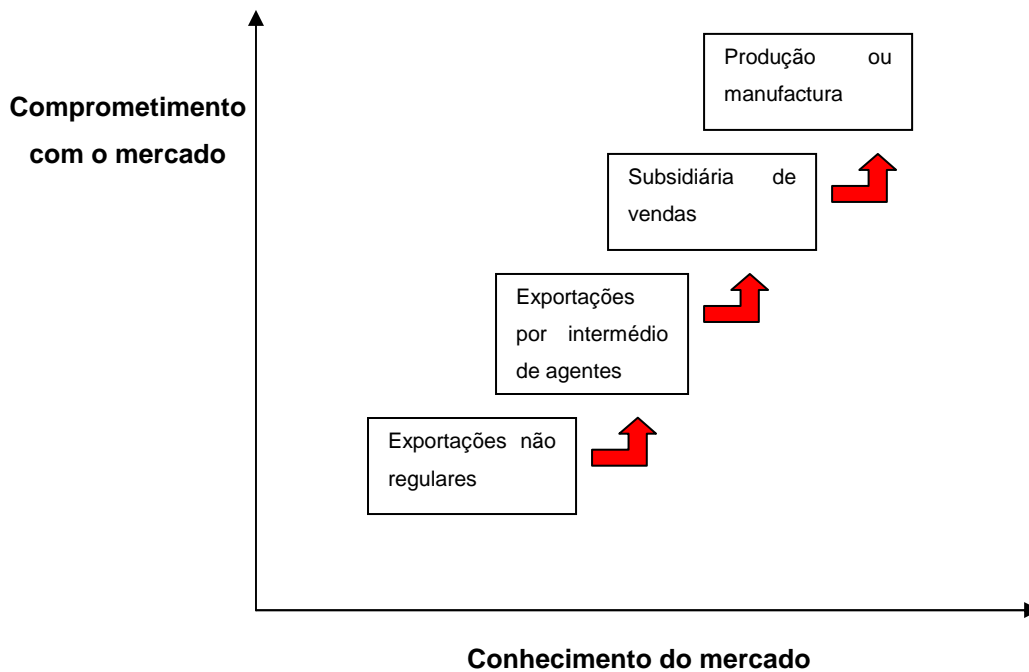 Produção ou
manufactura
Comprometimento
com o mercado
Subsidiária de
vendas
Exportações
por intermédio
de agentes
Exportações não
regulares
Conhecimento do mercado